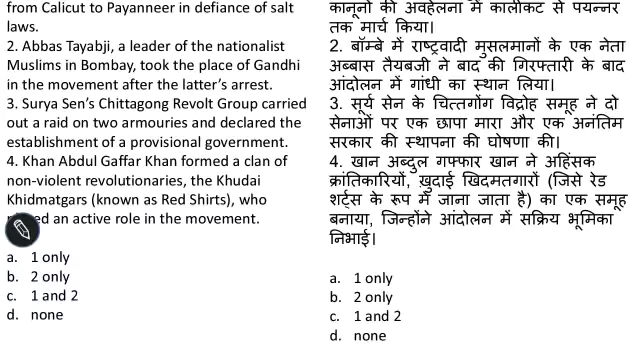 from Calicut to Payanneer in defiance of salt
laws.
2. Abbas Tayabji, a leader of the nationalist
Muslims in Bombay, took the place of Gandhi
in the movement after the latter's arrest.
3. Surya Sen's Chittagong Revolt Group carried
out a raid on two armouries and declared the
establishment of a provisional government.
4. Khan Abdul Gaffar Khan formed a clan of
non-violent revolutionaries, the Khudai
Khidmatgars (known as Red Shirts), who
an active role in the movement.
a. 1 only
b. 2 only
c. 1 and 2
d. none
कानूनों की अवहेलना में कालीकट से पयन्नर
तक मार्च किया।
2. बॉम्बे में राष्ट्रवादी मुसलमानों के एक नेता
अब्बास तैयबजी ने बाद की गिरफ्तारी के बाद
आंदोलन में गांधी का स्थान लिया।
3. सूर्य सेन के चित्तगोंग विद्रोह समूह ने दो
सेनाओं पर एक छापा मारा और एक अनंतिम
सरकार की स्थापना की घोषणा की।
4. खान अब्दुल गफ्फार खान ने अहिंसक
क्रांतिकारियों, ख़ुदाई खिदमतगारों (जिसे रेड
शर्ट्स के रूप में जाना जाता है) का एक समूह
बनाया, जिन्होंने आंदोलन में सक्रिय भूमिका
निभाई।
a. 1 only
b. 2 only
c. 1 and 2
d. none